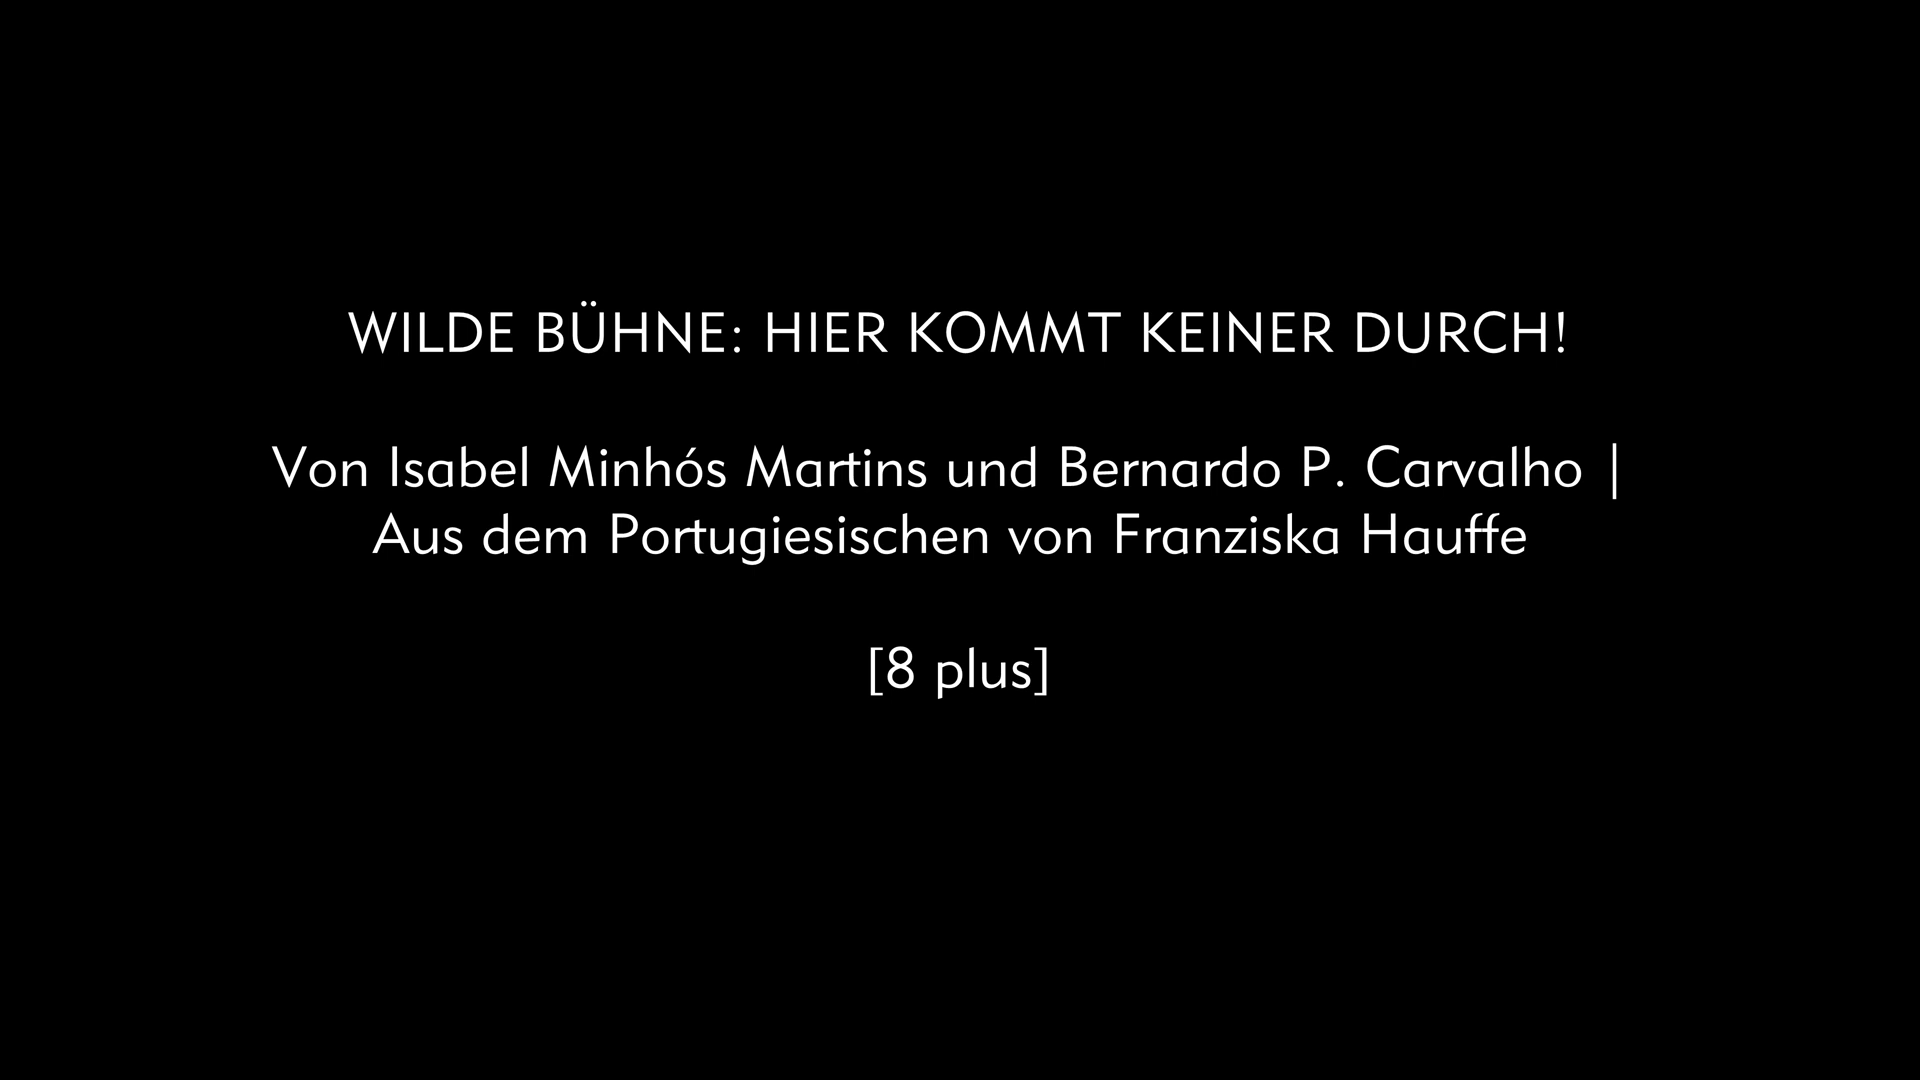 WILDE BÜHNE: HIER KOMMT KEINER DURCH!
Von Isabel Minhós Martins und Bernardo P. Carvalho |
Aus dem Portugiesischen von Franziska Hauffe
[8 plus]